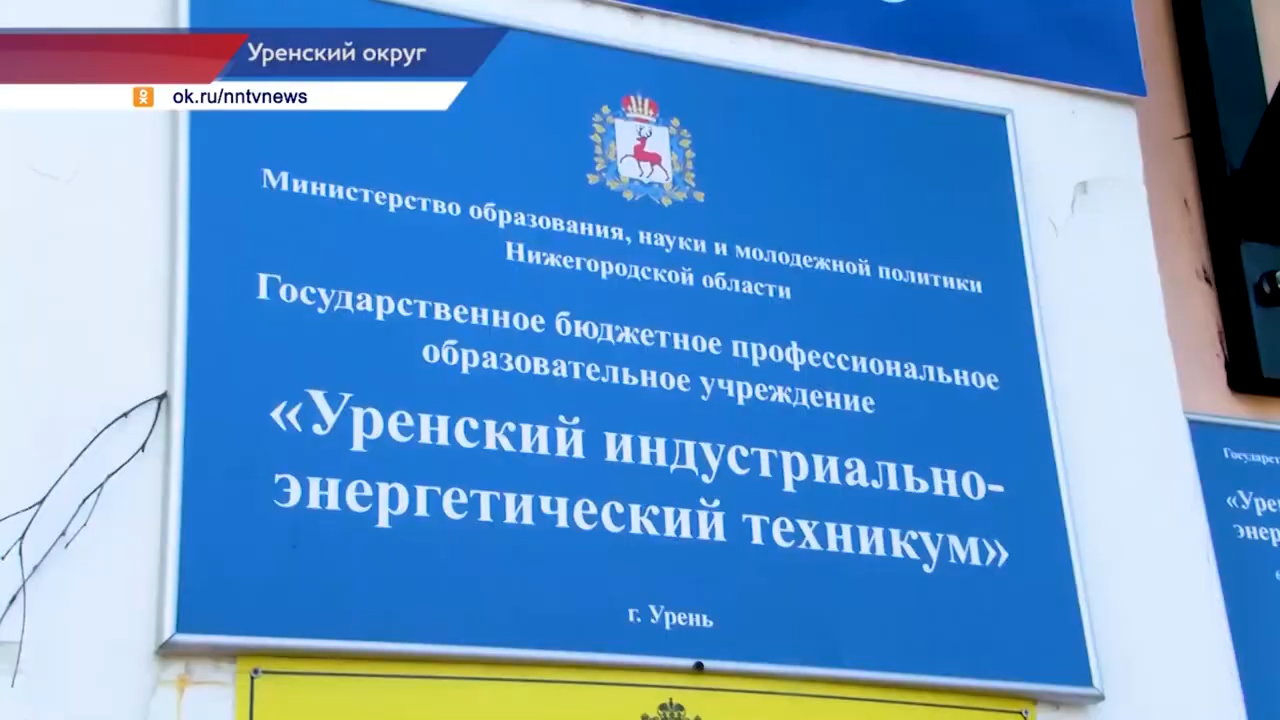 Уренский округ
ok.ru/nntvnews
Министерство образования, науки и молодежной политики
Нижегородской области
Государственное бюджетное профессиональное
образовательное учреждение
«Уренский индустриально-
энергетический техникум»
г. Урень